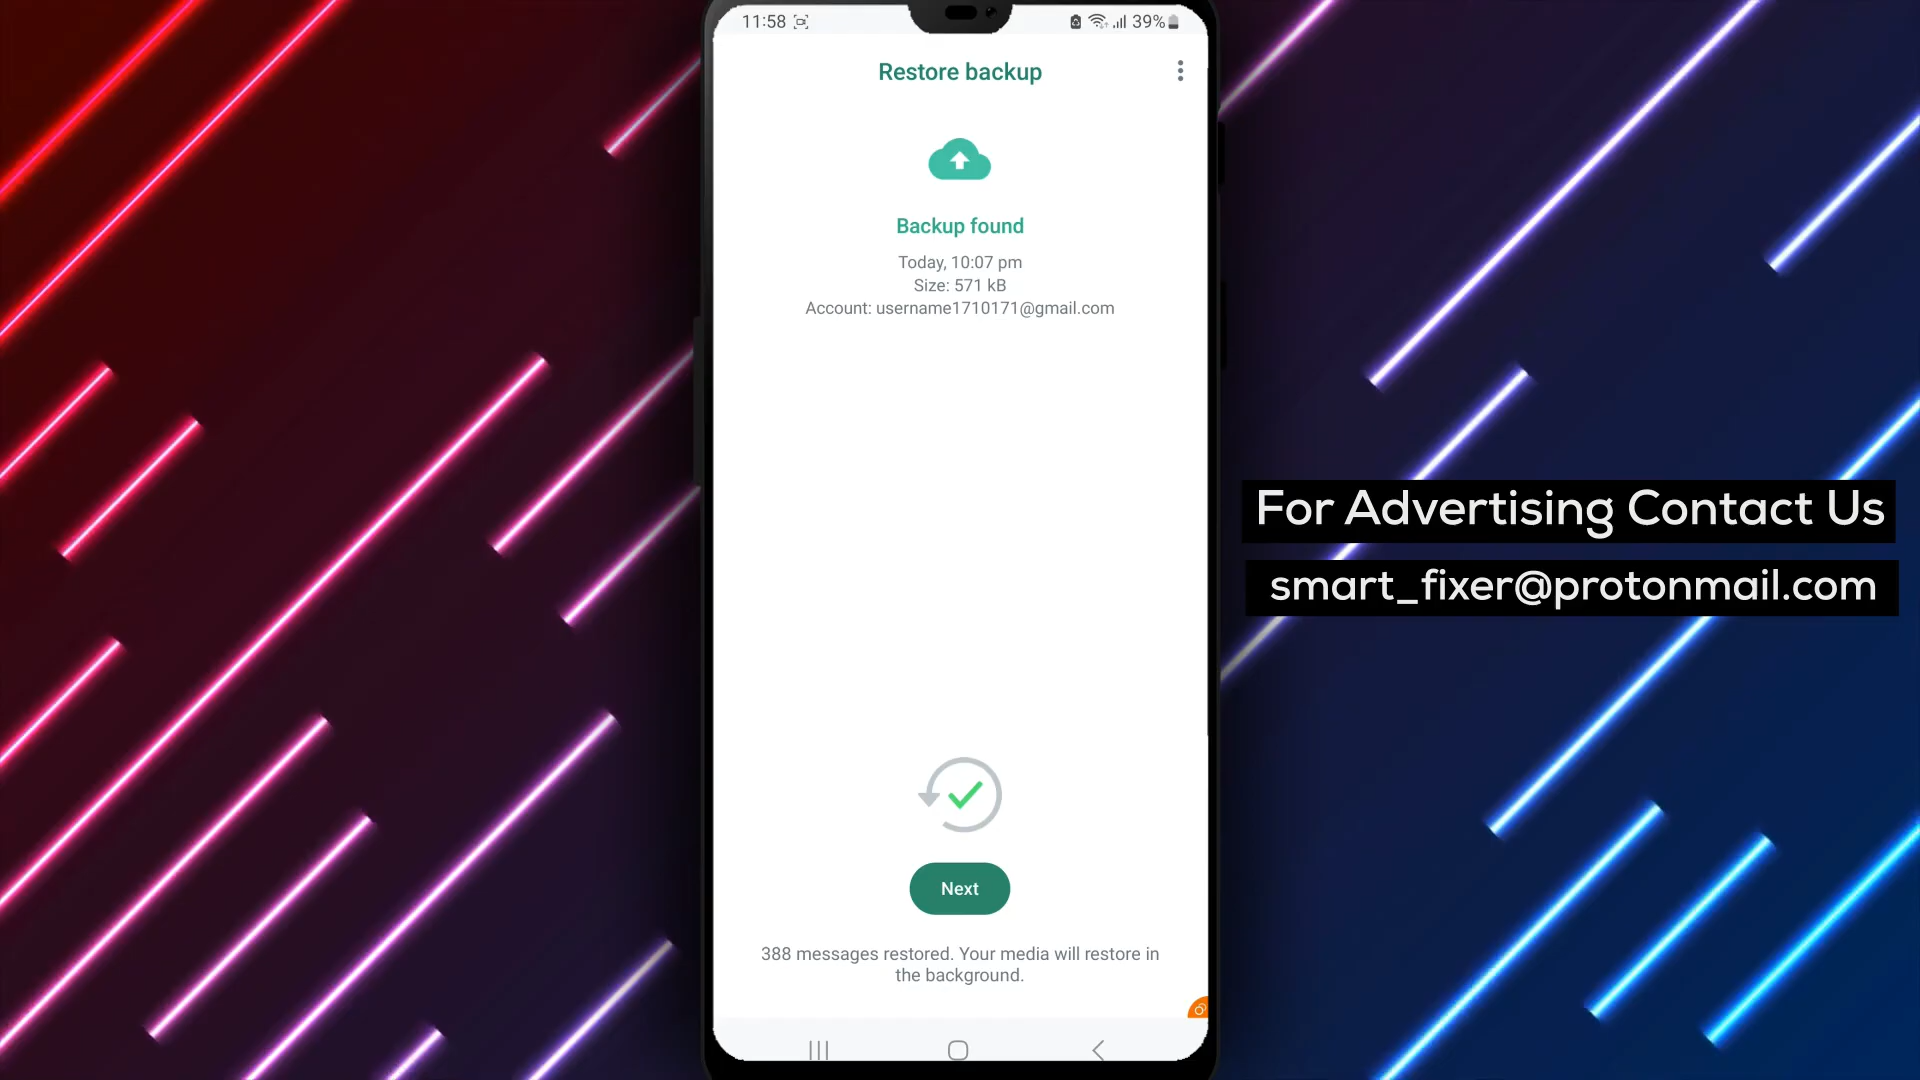 11:58
39%
Restore backup
Backup found
Today, 10:07 pm
Size: 571 kB
Account: username1710171@gmail.com
For Advertising Contact Us
smart_fixer@protonmail.com
Next
388 messages restored. Your media will restore in
the background.